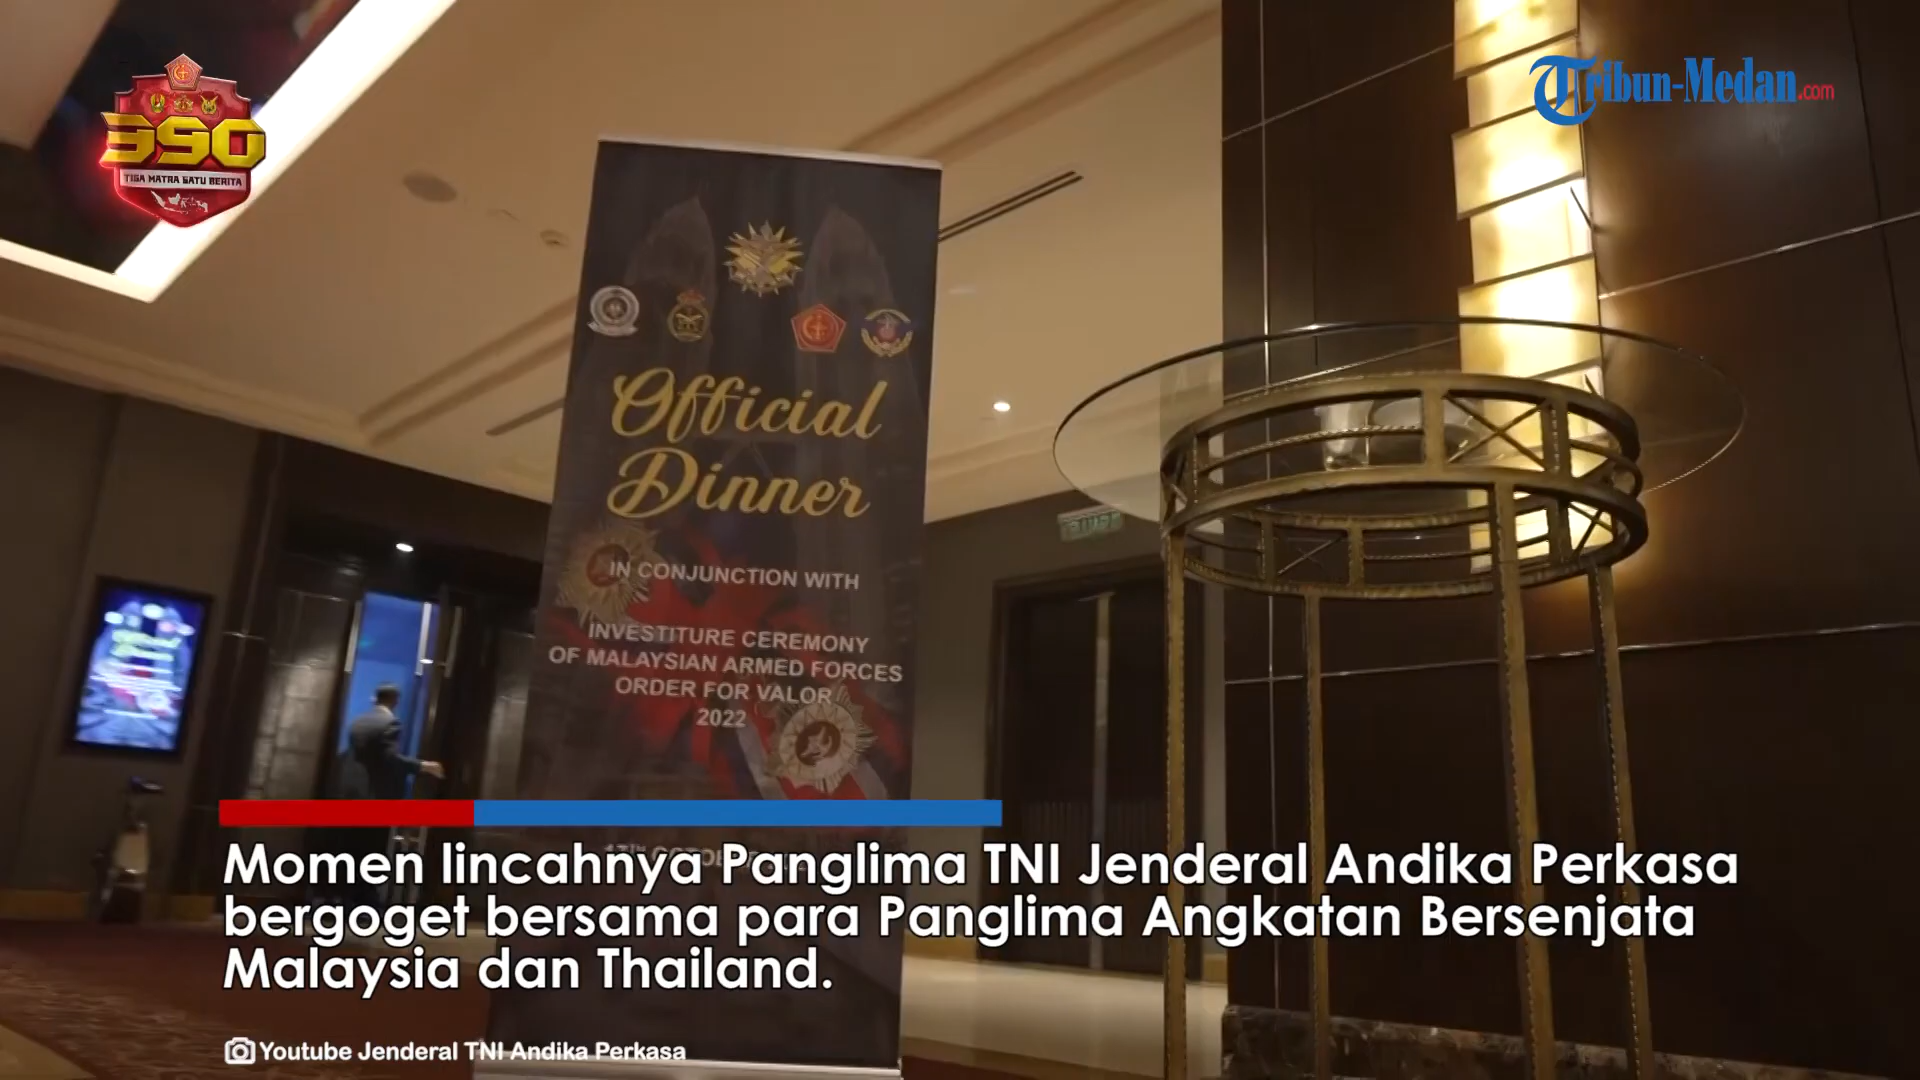 390
TIGA MATRA SATU BERITA
Tribun-Medan.com
Official
Dinner
IN CONJUNCTION WITH
INVESTITURE CEREMONY
OF MALAYSIAN ARMED FORCES
ORDER FOR VALOR
2022
Momen lincahnya Panglima TNI Jenderal Andika Perkasa
bergoget bersama para Panglima Angkatan Bersenjata
Malaysia dan Thailand.
Youtube Jenderal TNI Andika Perkasa